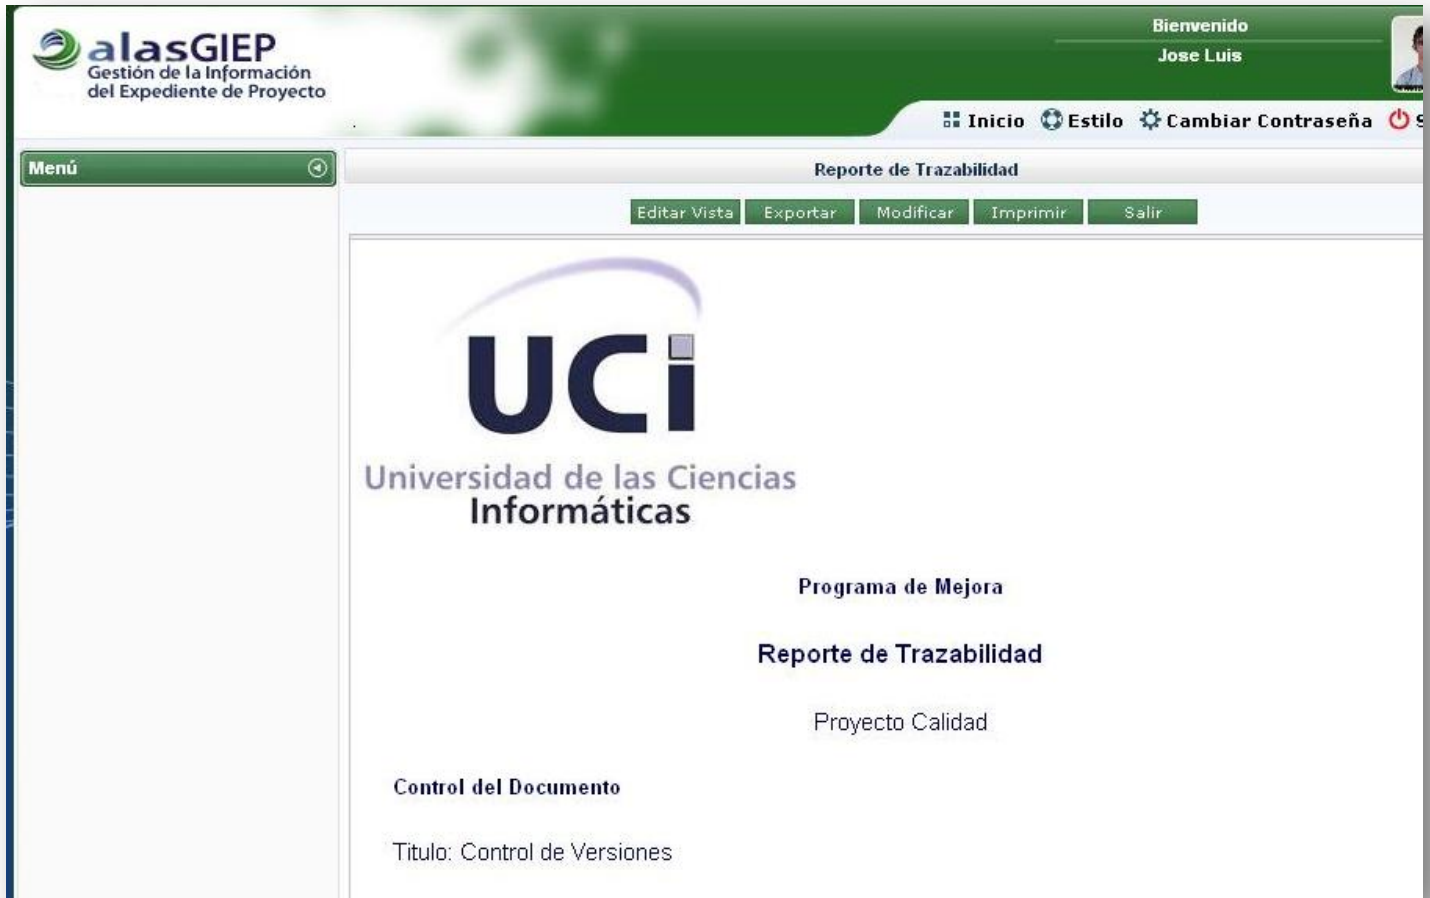 alasGIEP
Gestión de la Información
del Expediente de Proyecto
Bienvenido
Jose Luis
Inicio Estilo Cambiar Contraseña
Menú
Reporte de Trazabilidad
Editar Vista Exportar Modificar Imprimir Salir
UCi
Universidad de las Ciencias
Informáticas
Programa de Mejora
Reporte de Trazabilidad
Proyecto Calidad
Control del Documento
Titulo: Control de Versiones